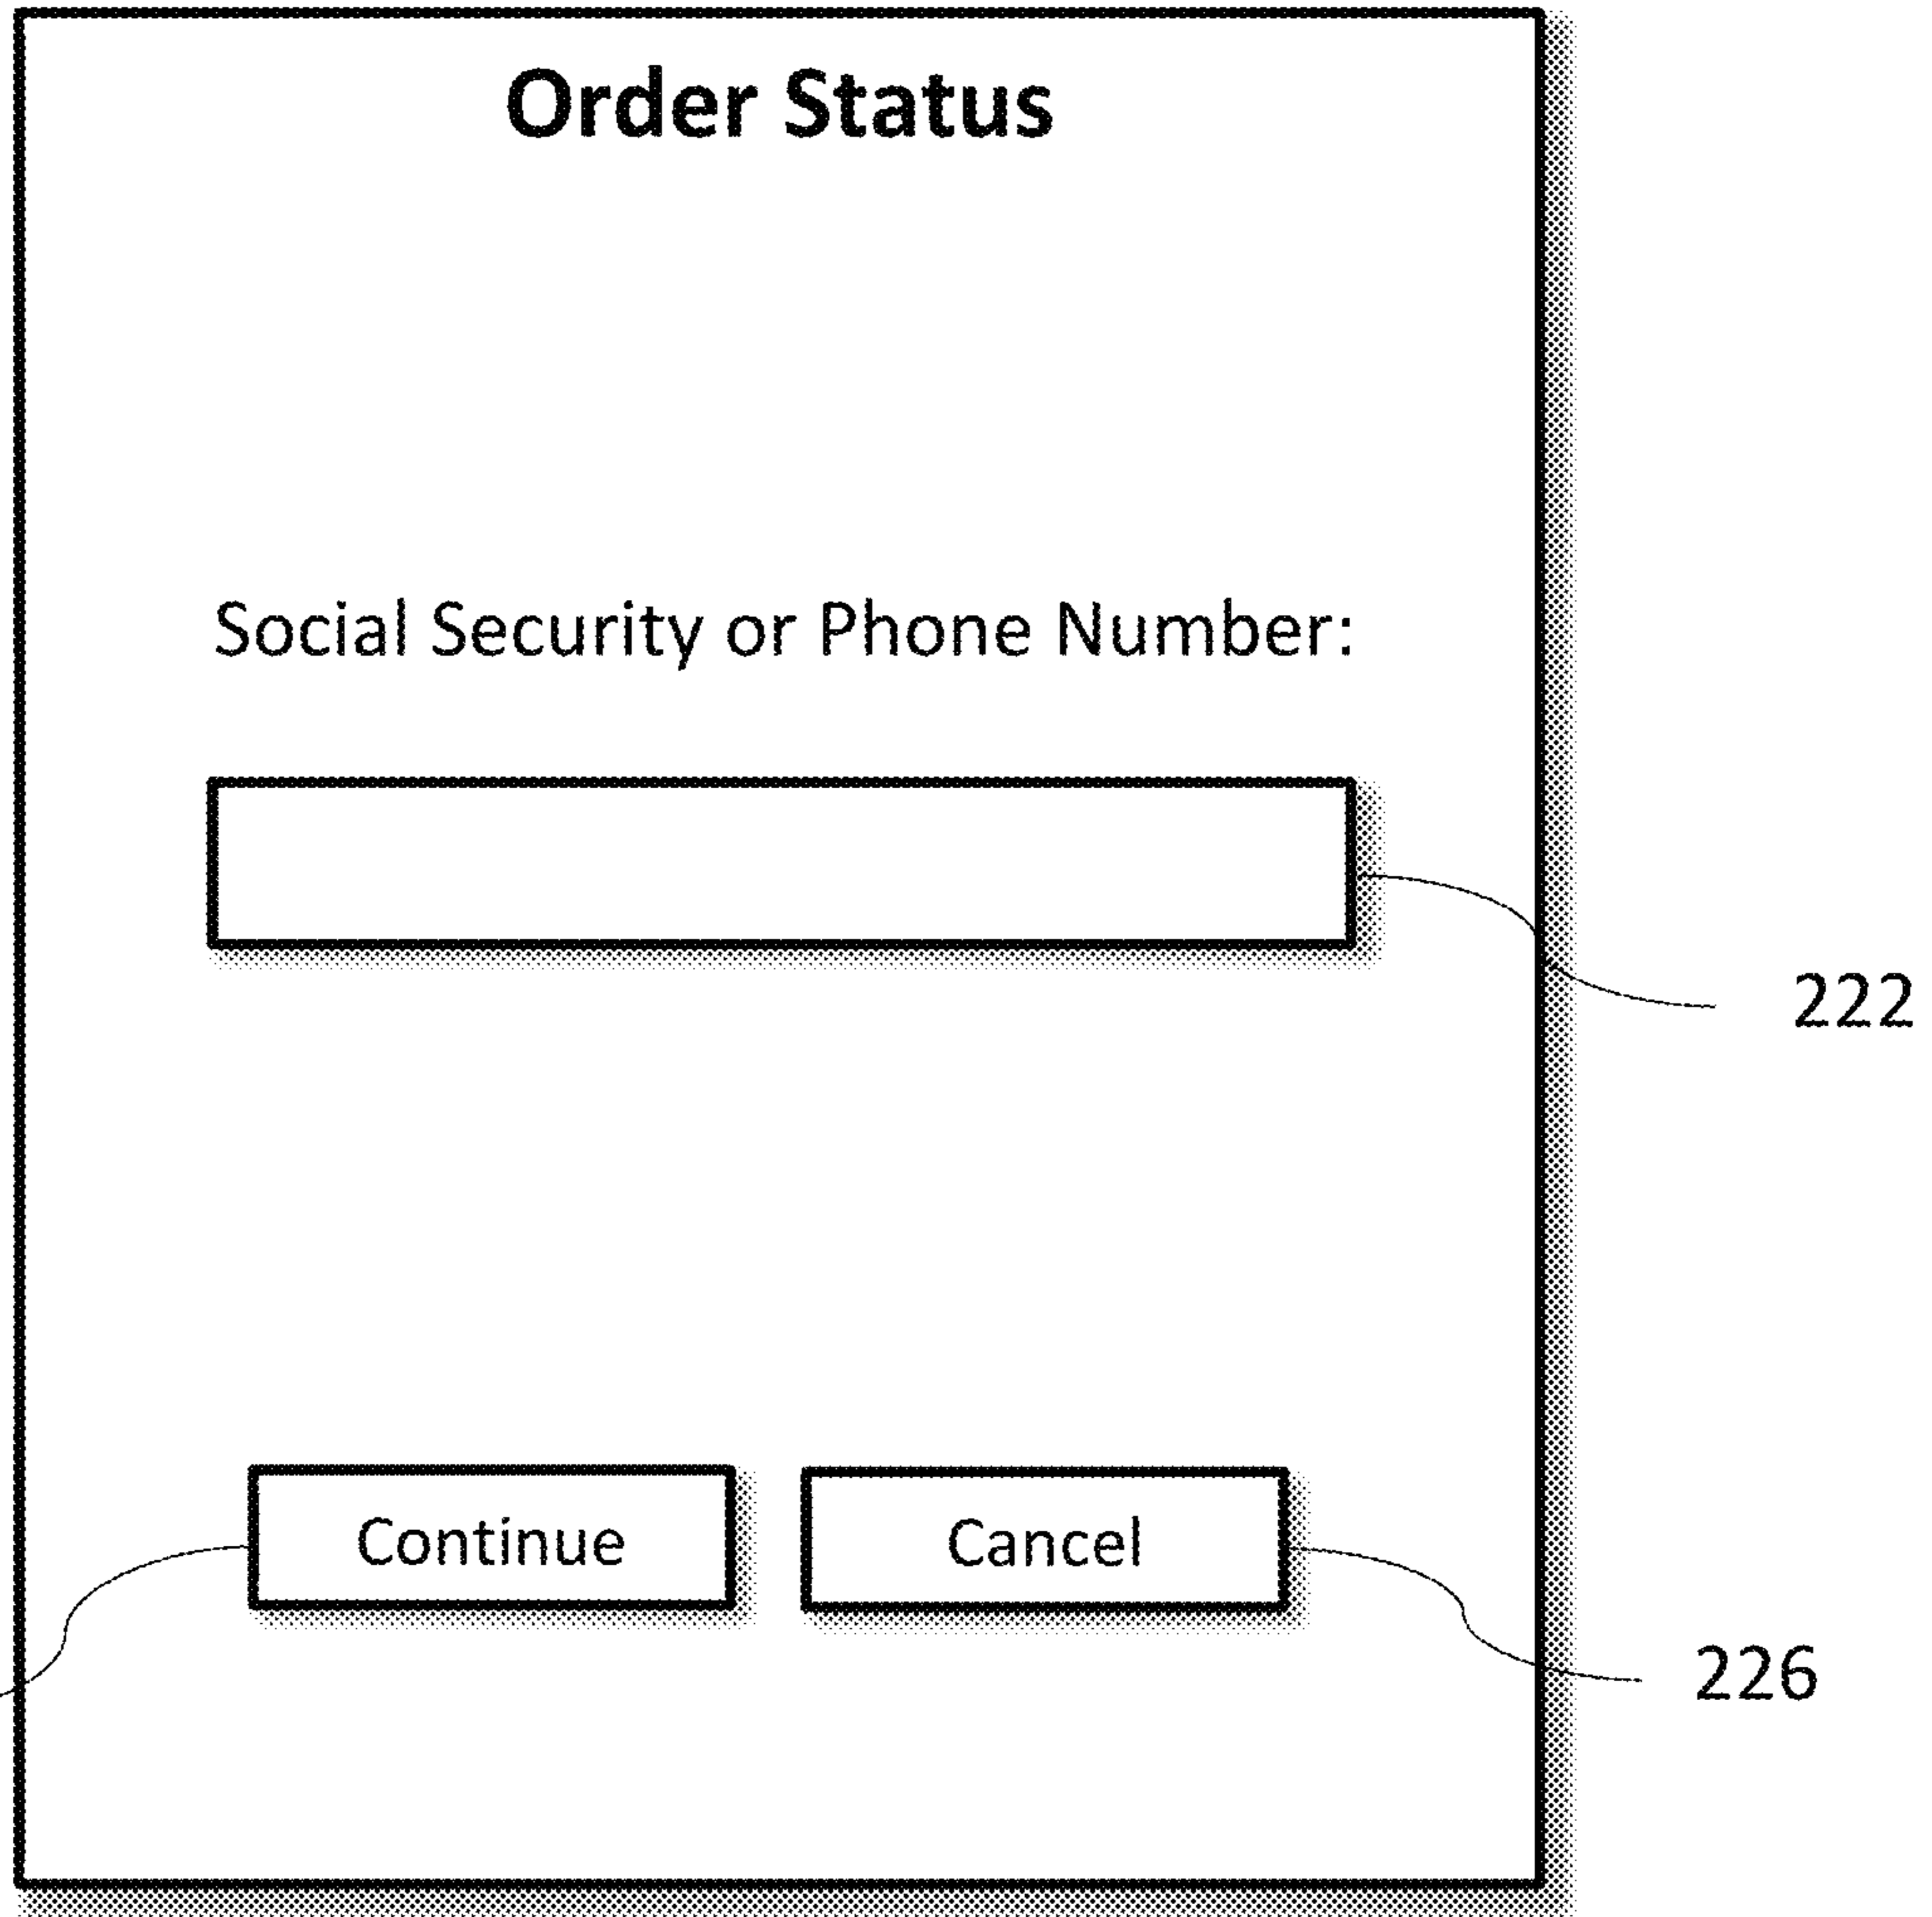 Order Status
Social Security or Phone Number:
222
Continue
Cancel
226